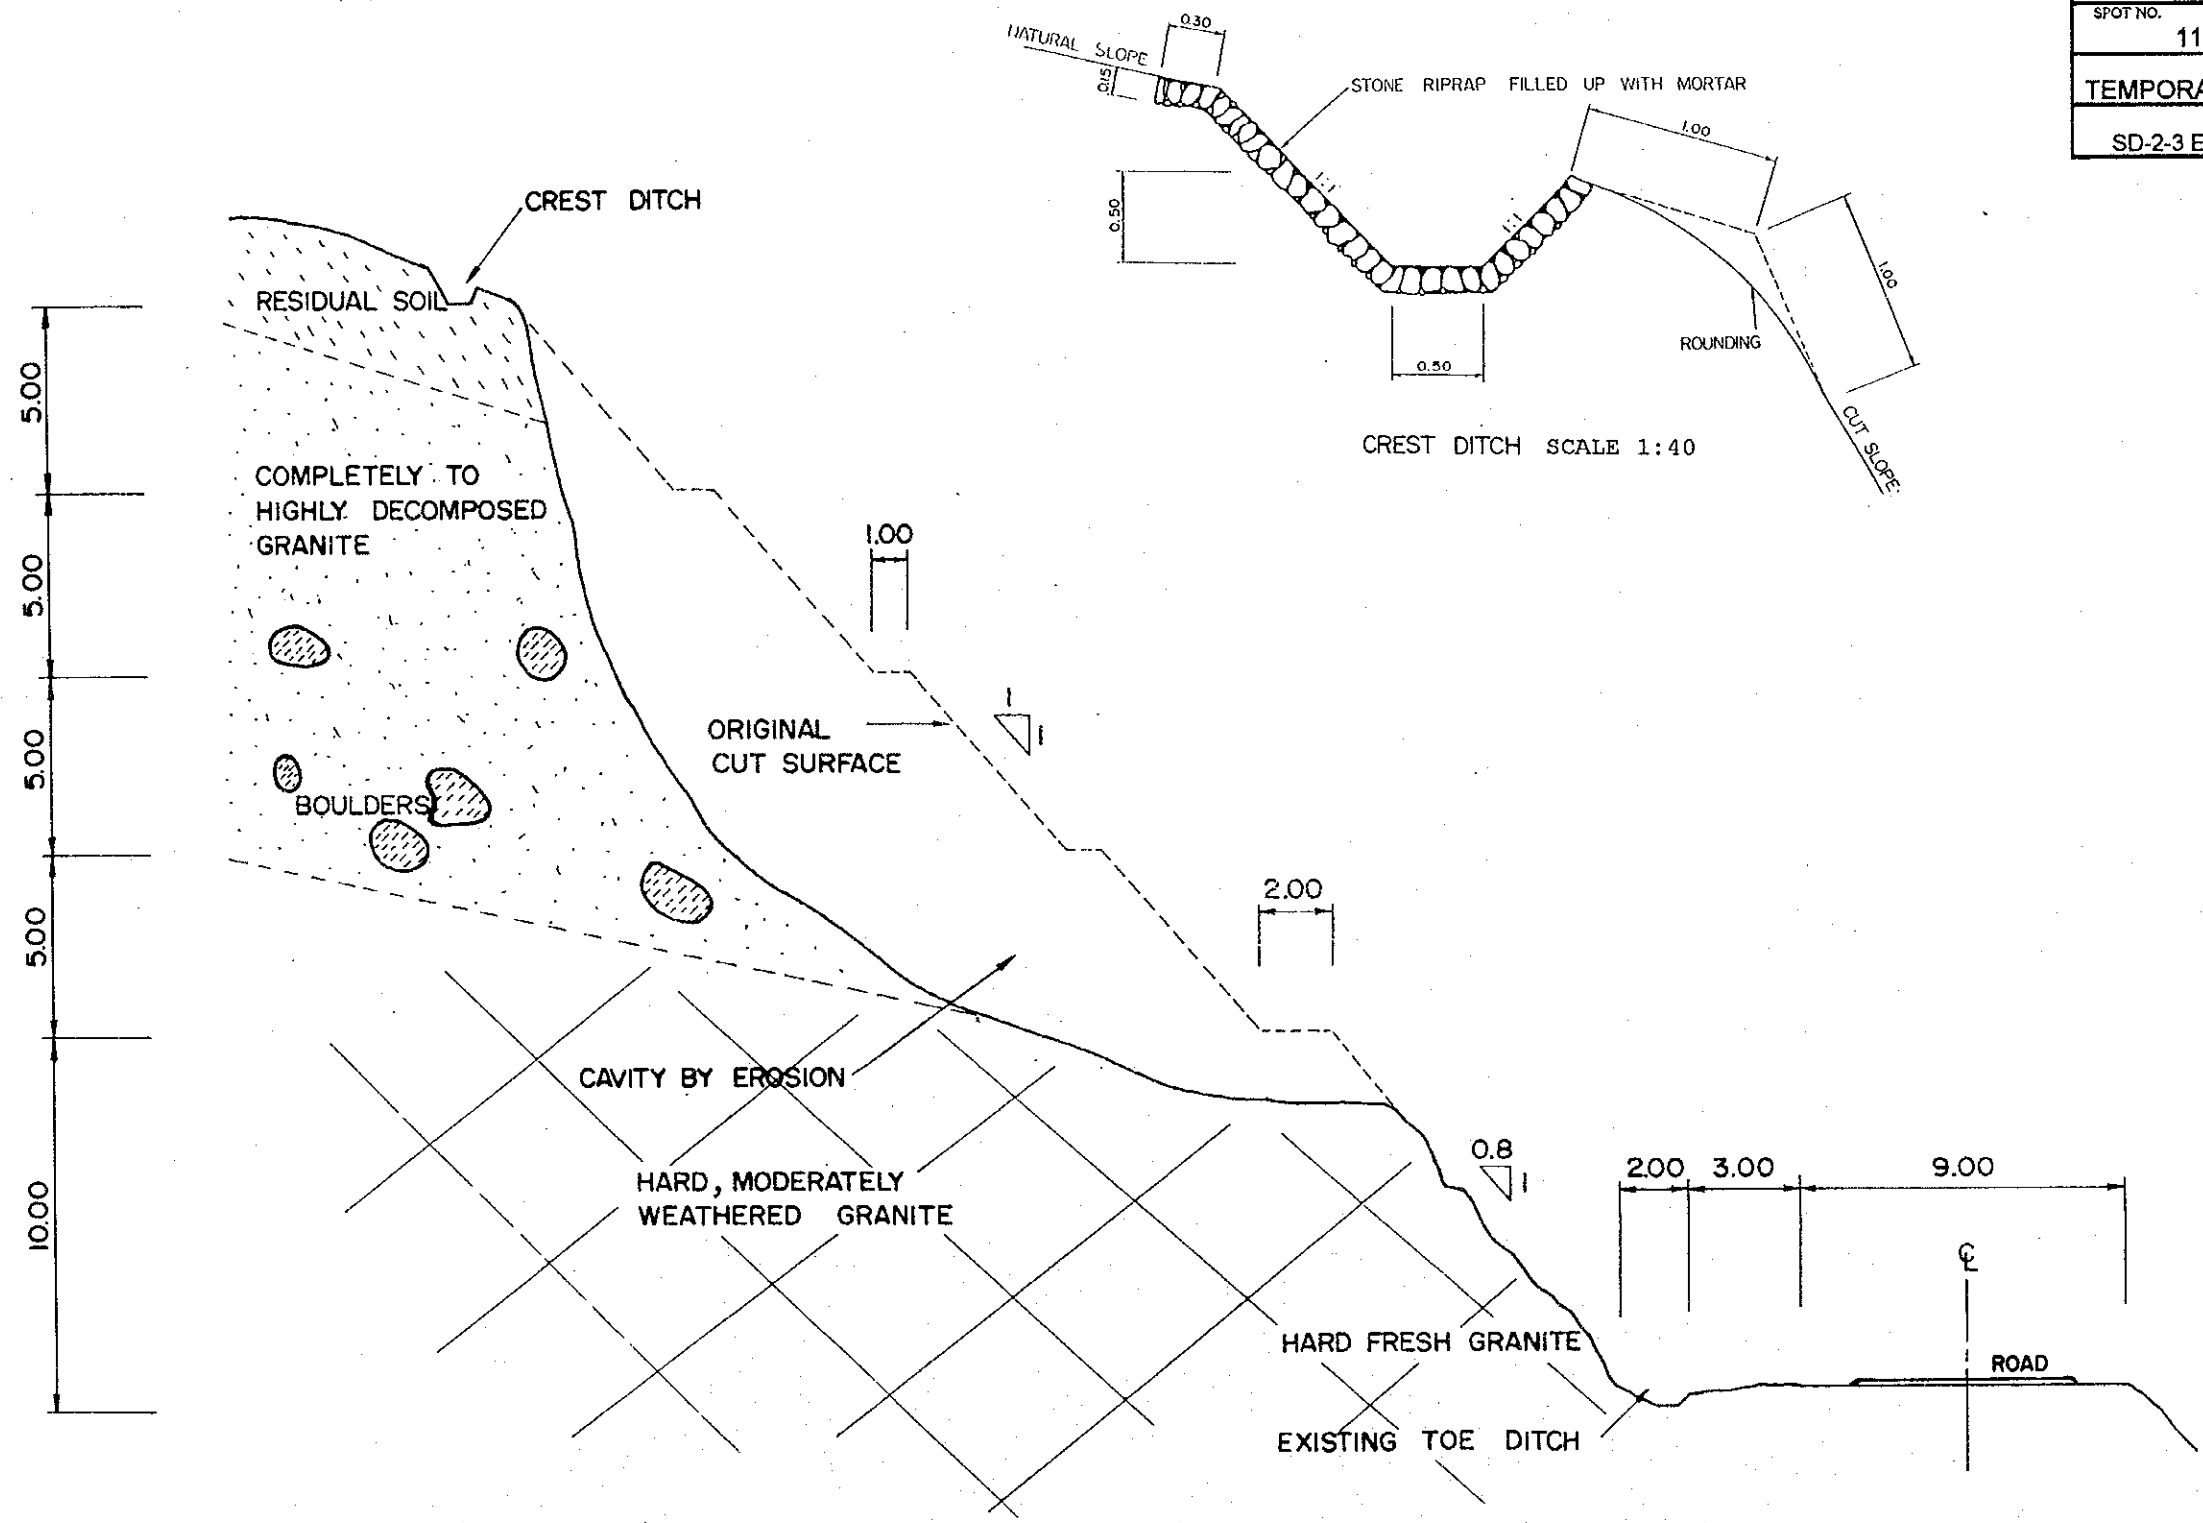 SPOT NO.
11
TEMPORA
SD-2-3 E
0.30
NATURAL SLOPE
0.15
STONE RIPRAP FILLED UP WITH MORTAR
1.00
1:1
1:1
0.50
1.00
ROUNDING
0.50
CUT SLOPE
CREST DITCH SCALE 1:40
CREST DITCH
RESIDUAL SOIL
5.00
COMPLETELY TO
HIGHLY DECOMPOSED
GRANITE
1.00
5.00
ORIGINAL
CUT SURFACE
1
1
5.00
BOULDERS
2.00
5.00
CAVITY BY EROSION
HARD, MODERATELY
WEATHERED GRANITE
0.8
1
2.00 3.00 9.00
10.00
CL
HARD FRESH GRANITE
ROAD
EXISTING TOE DITCH